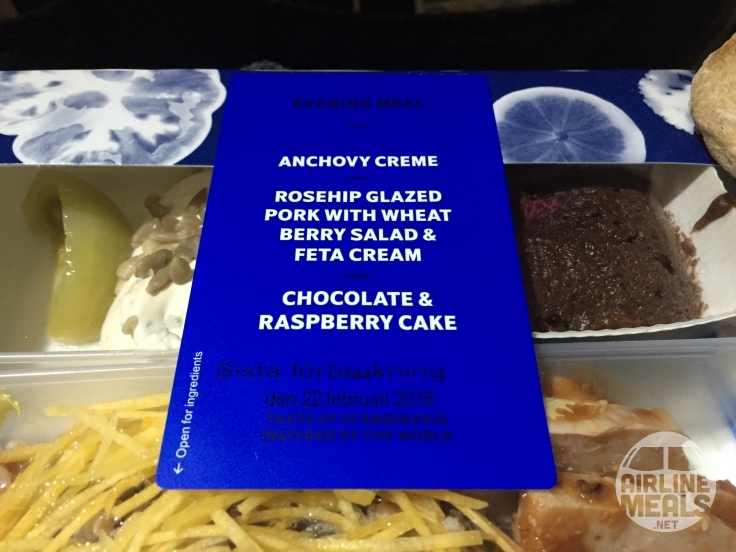 EVENING MEAL
ANCHOVY CREME
ROSEHIP GLAZED
PORK WITH WHEAT
BERRY SALAD &
FETA CREAM
CHOCOLATE &
RASPBERRY CAKE
Sista förbrukning
den 22 februari 2016
TASTE OF SCANDINAVIA
INSPIRED BY THE WORLD
← Open for ingredients
AIRLINE
MEALS
.NET